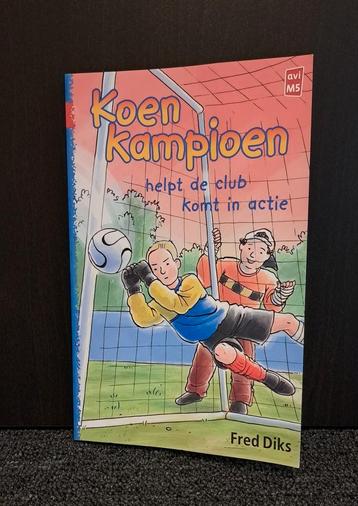 avi
M5
Koen
kampioen
helpt de club
komt in actie
Fred Diks